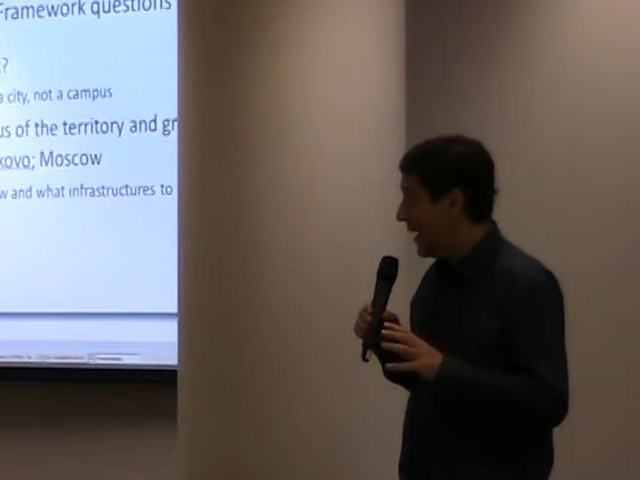 Framework questions
?
a city, not a campus
us of the territory and gr
kovo; Moscow
w and what infrastructures to